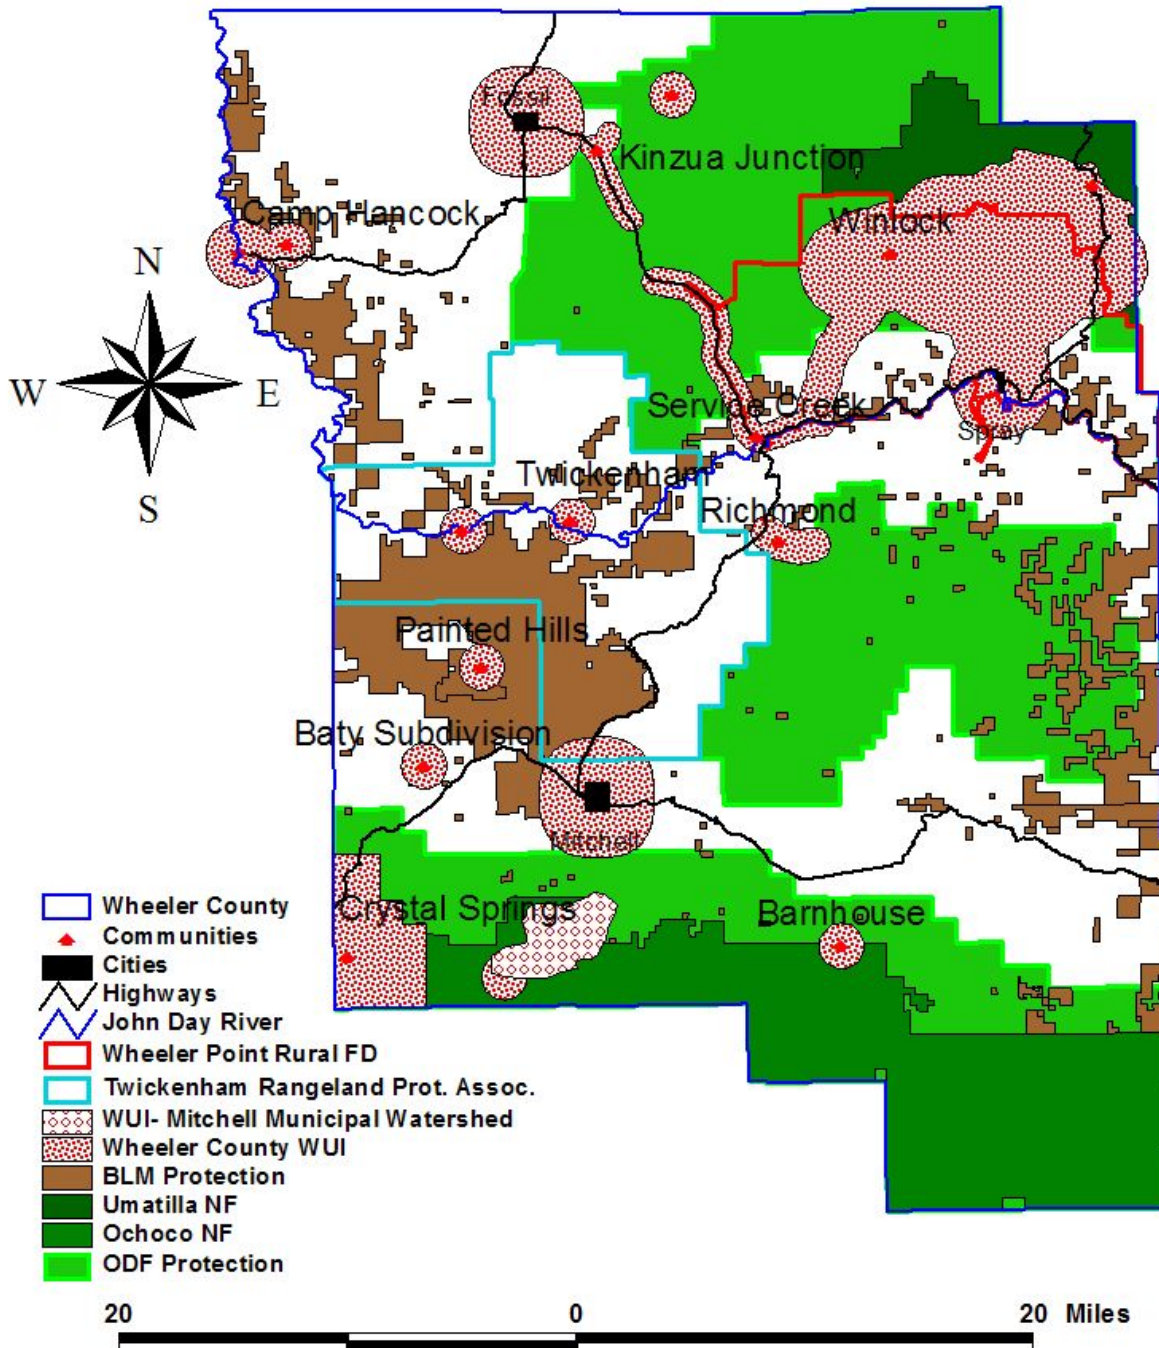 Fossil
Kinzua Junction
Camp Hancock
Winlock
N
W
E
S
Service Creek
Spray
Twickenham
Richmond
Painted Hills
Baty Subdivision
Mitchell
Crystal Springs
Barnhouse
Wheeler County
Communities
Cities
Highways
John Day River
Wheeler Point Rural FD
Twickenham Rangeland Prot. Assoc.
WUI- Mitchell Municipal Watershed
Wheeler County WUI
BLM Protection
Umatilla NF
Ochoco NF
ODF Protection
20 0 20 Miles